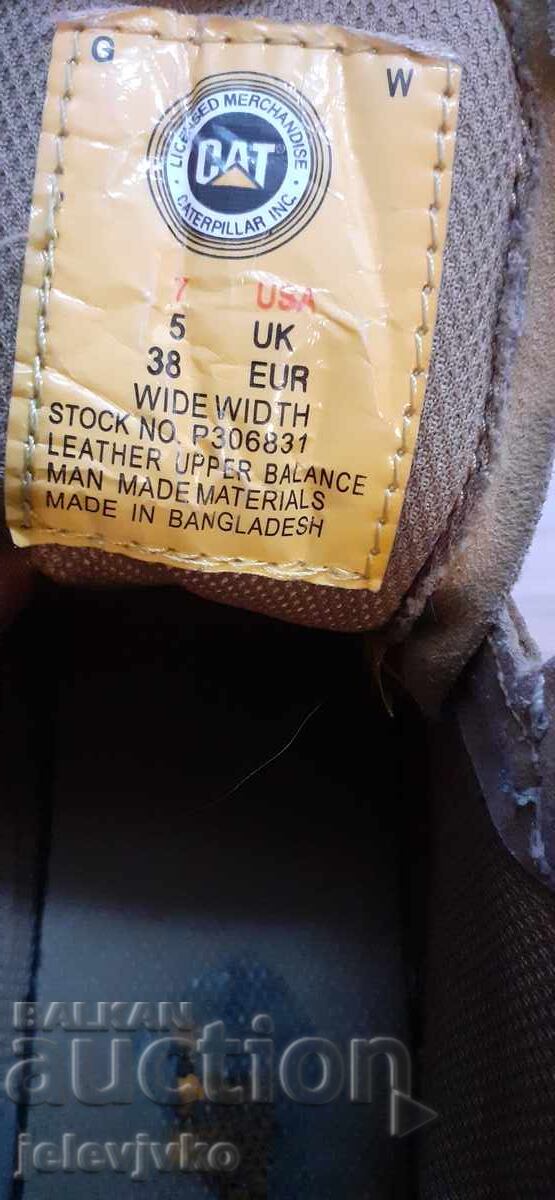 G W
LICENSED MERCHANDISE
CAT
CATERPILLAR INC.
7 USA
5 UK
38 EUR
WIDE WIDTH
STOCK NO. P306831
LEATHER UPPER BALANCE
MAN MADE MATERIALS
MADE IN BANGLADESH
BALKAN
auction
jelevjvko